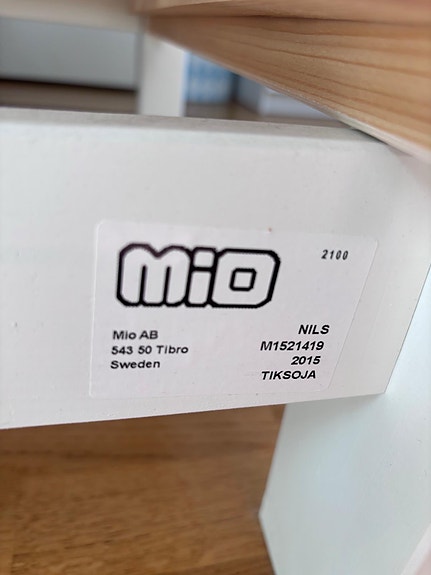 MiO
2100
Mio AB
543 50 Tibro
Sweden
NILS
M1521419
2015
TIKSOJA